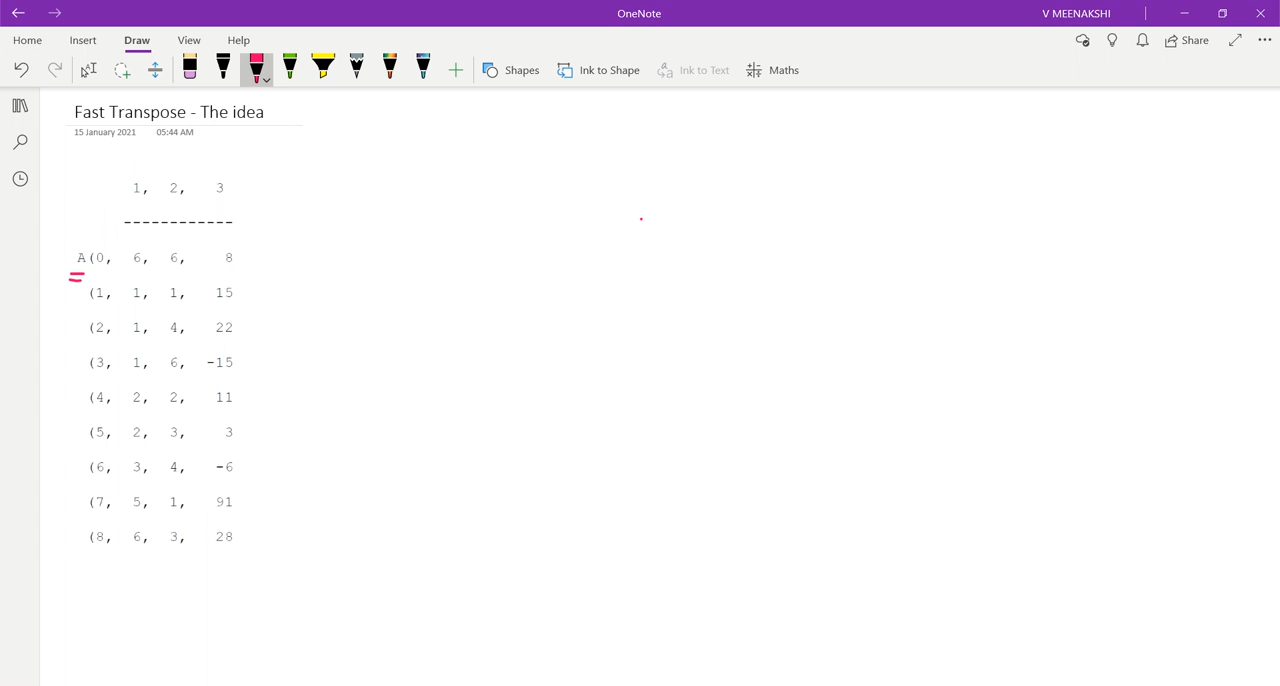 OneNote
V MEENAKSHI
Home Insert Draw View Help
Share
Shapes Ink to Shape Ink to Text Maths
Fast Transpose - The idea
15 January 2021 05:44 AM
1, 2, 3
------------
A(0, 6, 6, 8
(1, 1, 1, 15
(2, 1, 4, 22
(3, 1, 6, -15
(4, 2, 2, 11
(5, 2, 3, 3
(6, 3, 4, -6
(7, 5, 1, 91
(8, 6, 3, 28